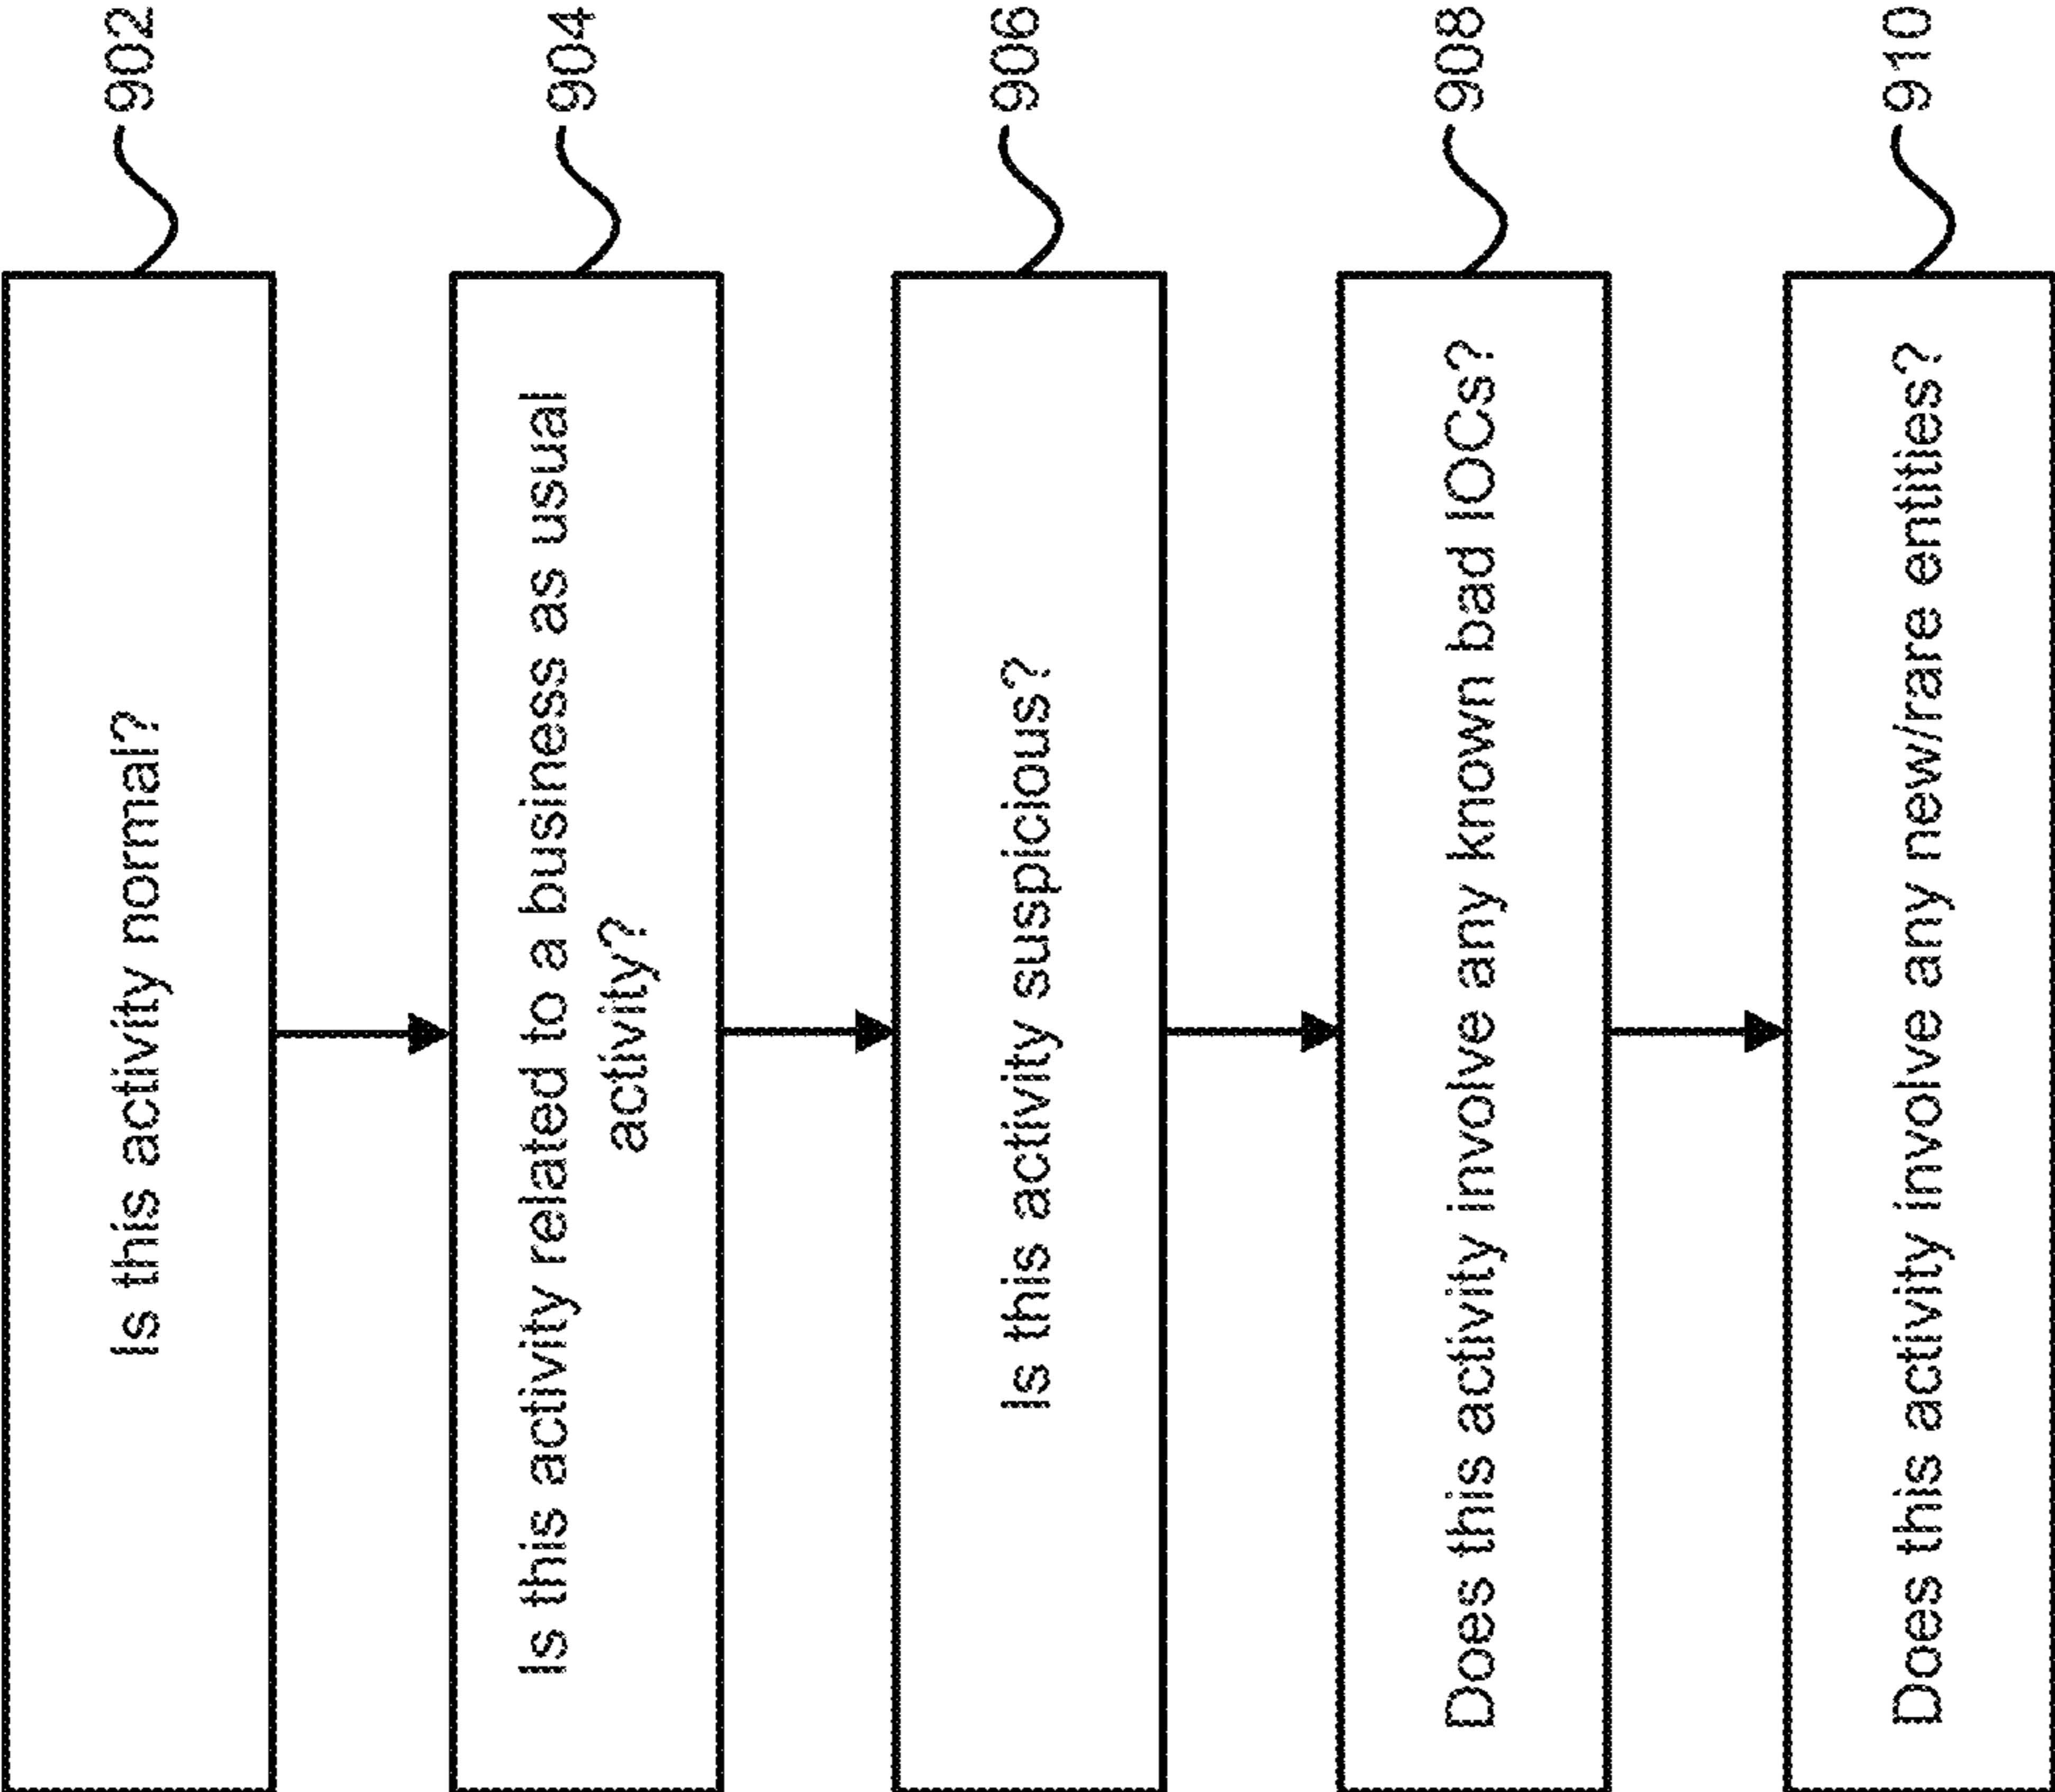 Is this activity normal?
902
Is this activity related to a business as usual
activity?
904
Is this activity suspicious?
906
Does this activity involve any known bad IOCs?
908
Does this activity involve any new/rare entities?
910